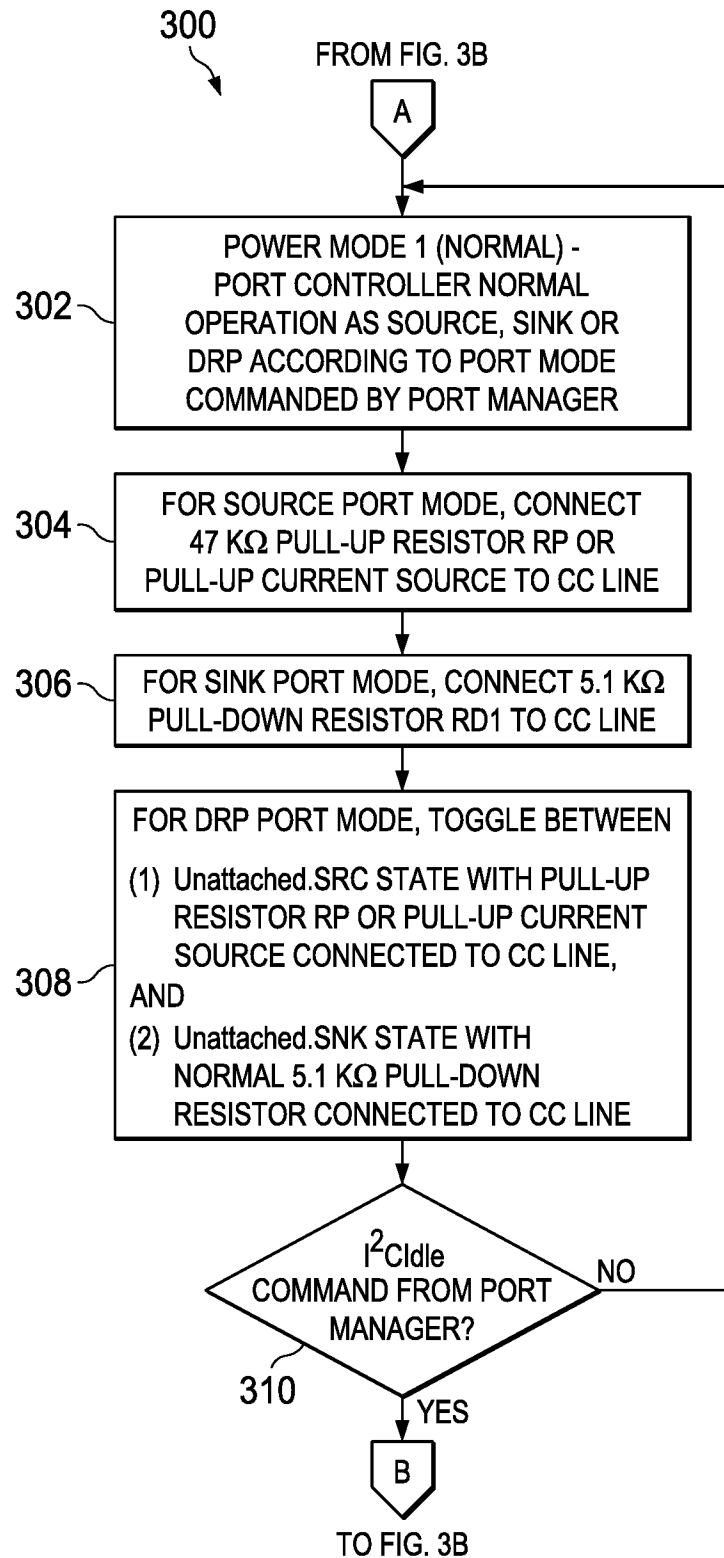 300
FROM FIG. 3B
A
302
POWER MODE 1 (NORMAL) -
PORT CONTROLLER NORMAL
OPERATION AS SOURCE, SINK OR
DRP ACCORDING TO PORT MODE
COMMANDED BY PORT MANAGER
304
FOR SOURCE PORT MODE, CONNECT
47 KΩ PULL-UP RESISTOR RP OR
PULL-UP CURRENT SOURCE TO CC LINE
306
FOR SINK PORT MODE, CONNECT 5.1 KΩ
PULL-DOWN RESISTOR RD1 TO CC LINE
308
FOR DRP PORT MODE, TOGGLE BETWEEN
(1) Unattached.SRC STATE WITH PULL-UP
RESISTOR RP OR PULL-UP CURRENT
SOURCE CONNECTED TO CC LINE,
AND
(2) Unattached.SNK STATE WITH
NORMAL 5.1 KΩ PULL-DOWN
RESISTOR CONNECTED TO CC LINE
I²CIdle
COMMAND FROM PORT
MANAGER?
NO
310
YES
B
TO FIG. 3B